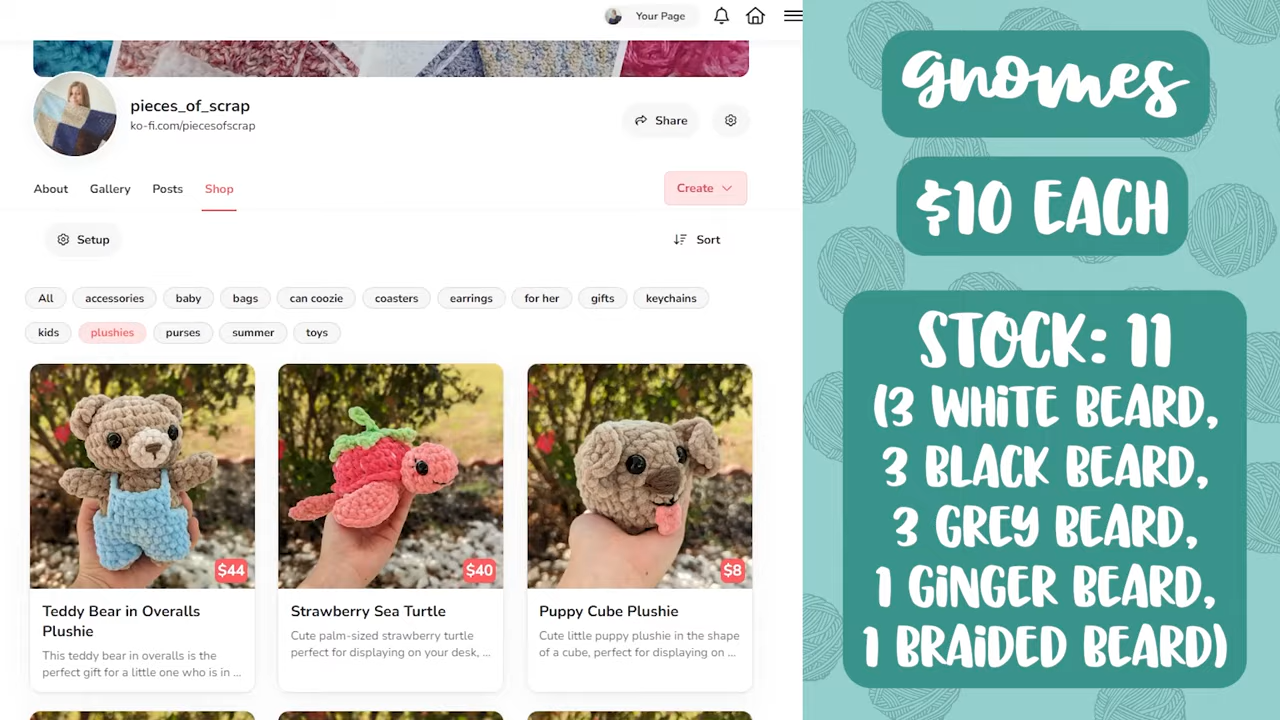 Your Page
pieces_of_scrap
ko-fi.com/piecesofscrap
Share
About Gallery Posts Shop
Create
Setup
Sort
All accessories baby bags can coozie coasters earrings for her gifts keychains
kids plushies purses summer toys
$44
$40
$8
Teddy Bear in Overalls
Plushie
This teddy bear in overalls is the
perfect gift for a little one who is in ...
Strawberry Sea Turtle
Cute palm-sized strawberry turtle
perfect for displaying on your desk, ...
Puppy Cube Plushie
Cute little puppy plushie in the shape
of a cube, perfect for displaying on ...
gnomes
$10 EACH
STOCK: 11
(3 WHITE BEARD,
3 BLACK BEARD,
3 GREY BEARD,
1 GINGER BEARD,
1 BRAIDED BEARD)